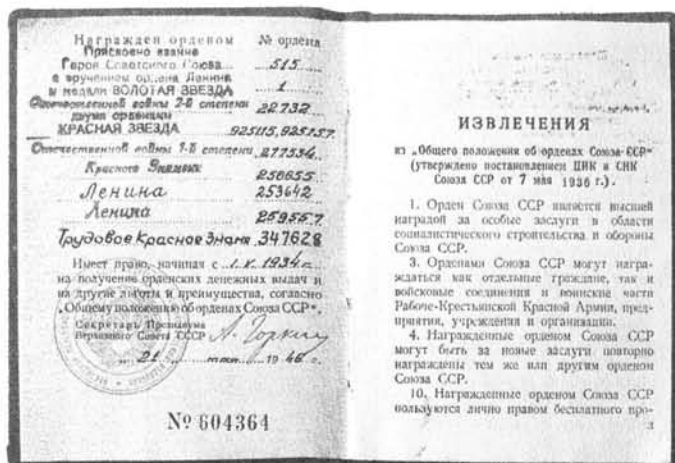 Награжден орденом № ордена
Присвоено звание
Героя Советского Союза 515
с вручением ордена Ленина
и медали ЗОЛОТАЯ ЗВЕЗДА 1
Отечественной войны 2-й степени 22732
двумя орденами
КРАСНАЯ ЗВЕЗДА 925115, 925157
Отечественной войны 1-й степени 277534
Красного Знамени 256655
Ленина 253642
Ленина 259557
Трудовое Красное Знамя 347628
Имеет право, начиная с 1. V. 1934 г.
на получение орденских денежных выдач и
на другие льготы и преимущества, согласно
„Общему положению об орденах Союза ССР“.
Секретарь Президиума
Верховного Совета СССР А. Горкин
21 мая 1946 г.
№ 604364
ИЗВЛЕЧЕНИЯ
из „Общего положения об орденах Союза ССР“
(утверждено постановлением ЦИК и СНК
Союза ССР от 7 мая 1936 г.).
1. Орден Союза ССР является высшей
наградой за особые заслуги в области
социалистического строительства и обороны
Союза ССР.
3. Орденами Союза ССР могут награ-
ждаться как отдельные граждане, так и
войсковые соединения и воинские части
Рабоче-Крестьянской Красной Армии, пред-
приятия, учреждения и организации.
4. Награжденные орденом Союза ССР
могут быть за новые заслуги повторно
награждены тем же или другим орденом
Союза ССР.
10. Награжденные орденом Союза ССР
пользуются лично правом бесплатного про-
3